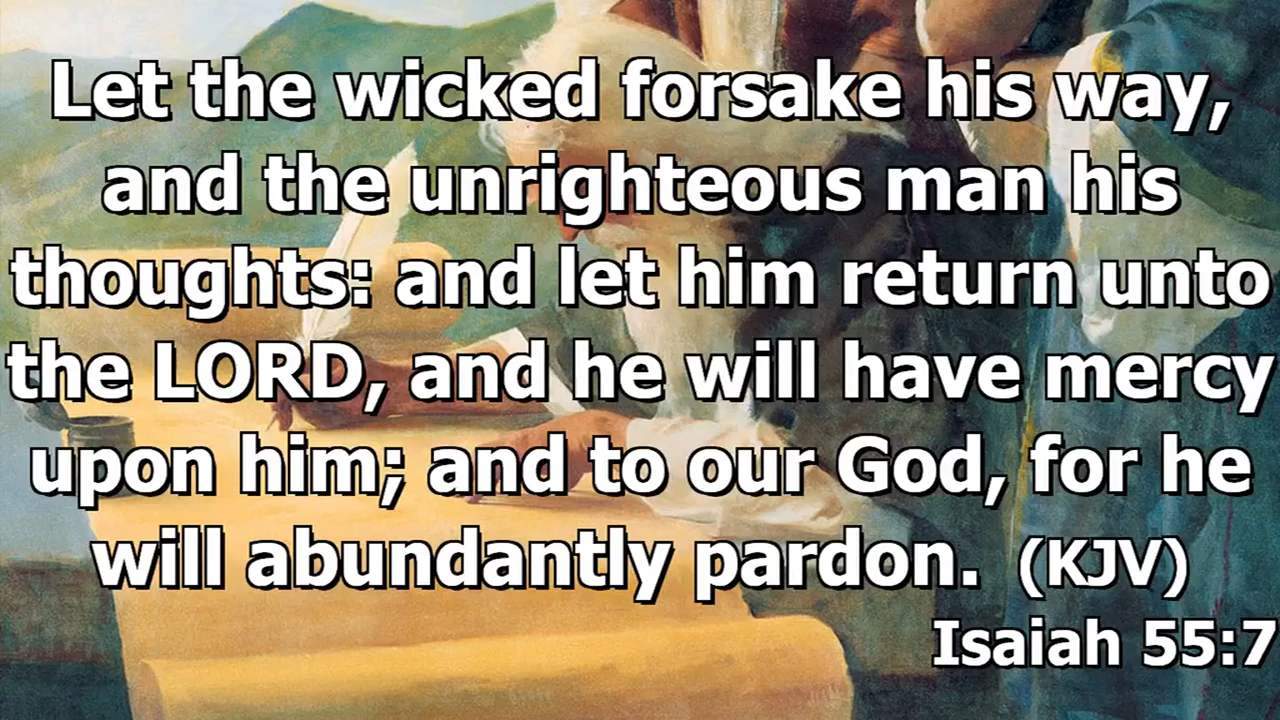 Let the wicked forsake his way,
and the unrighteous man his
thoughts: and let him return unto
the LORD, and he will have mercy
upon him; and to our God, for he
will abundantly pardon. (KJV)
Isaiah 55:7